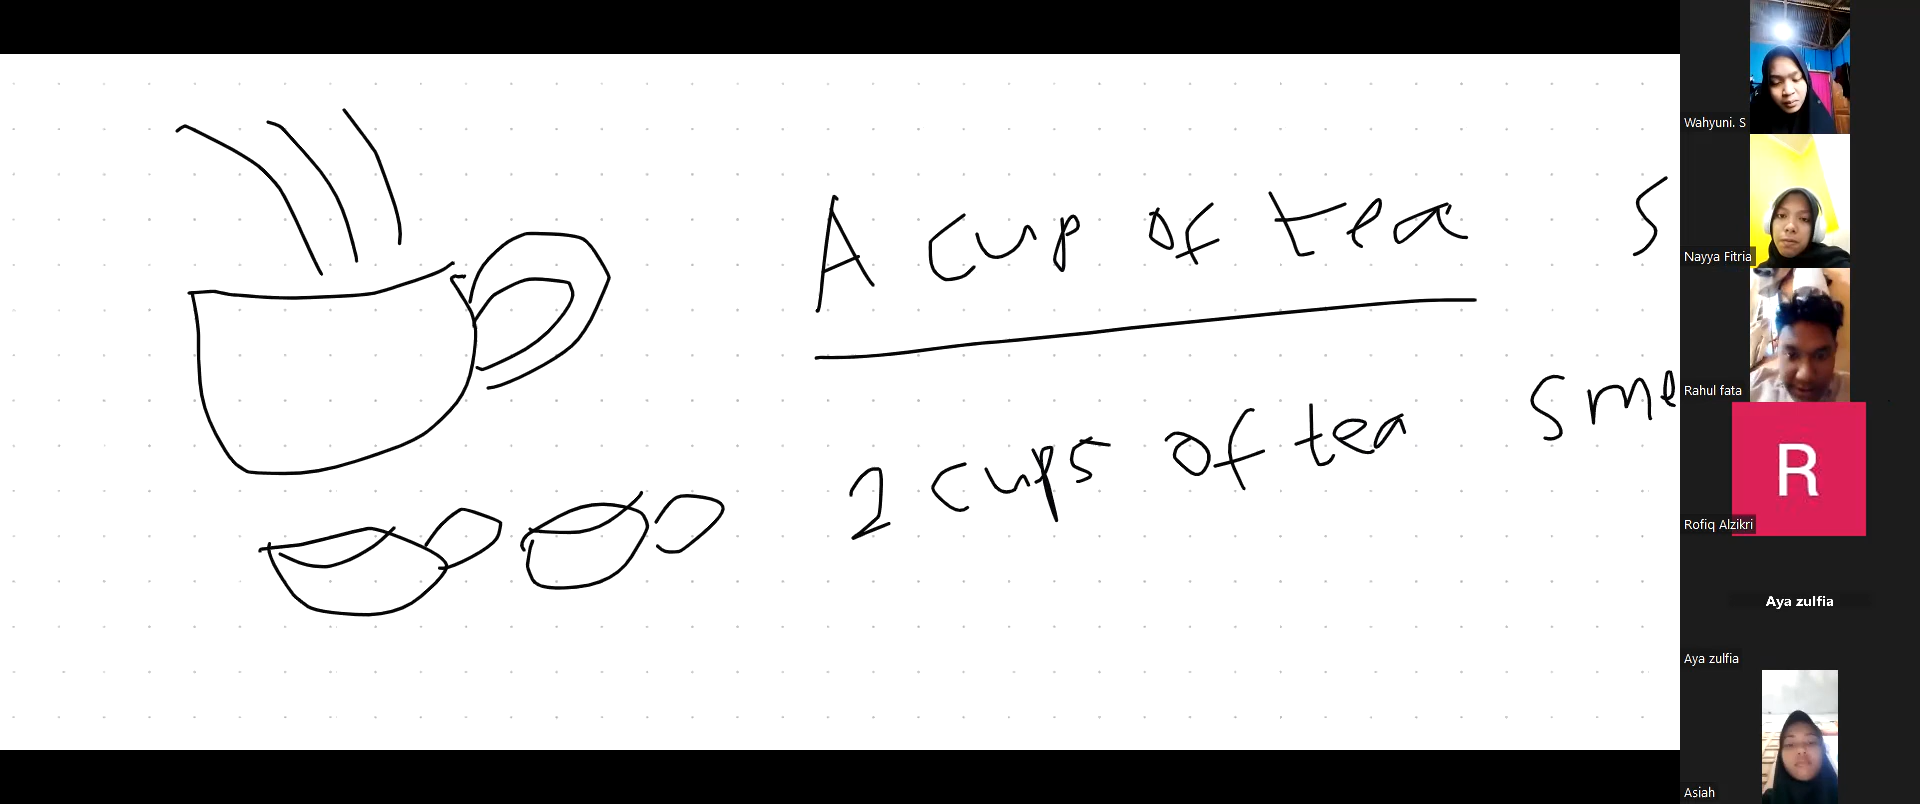 A cup of tea S
2 cups of tea sme
Wahyuni. S
Nayya Fitria
Rahul fata
R
Rofiq Alzikri
Aya zulfia
Aya zulfia
Asiah